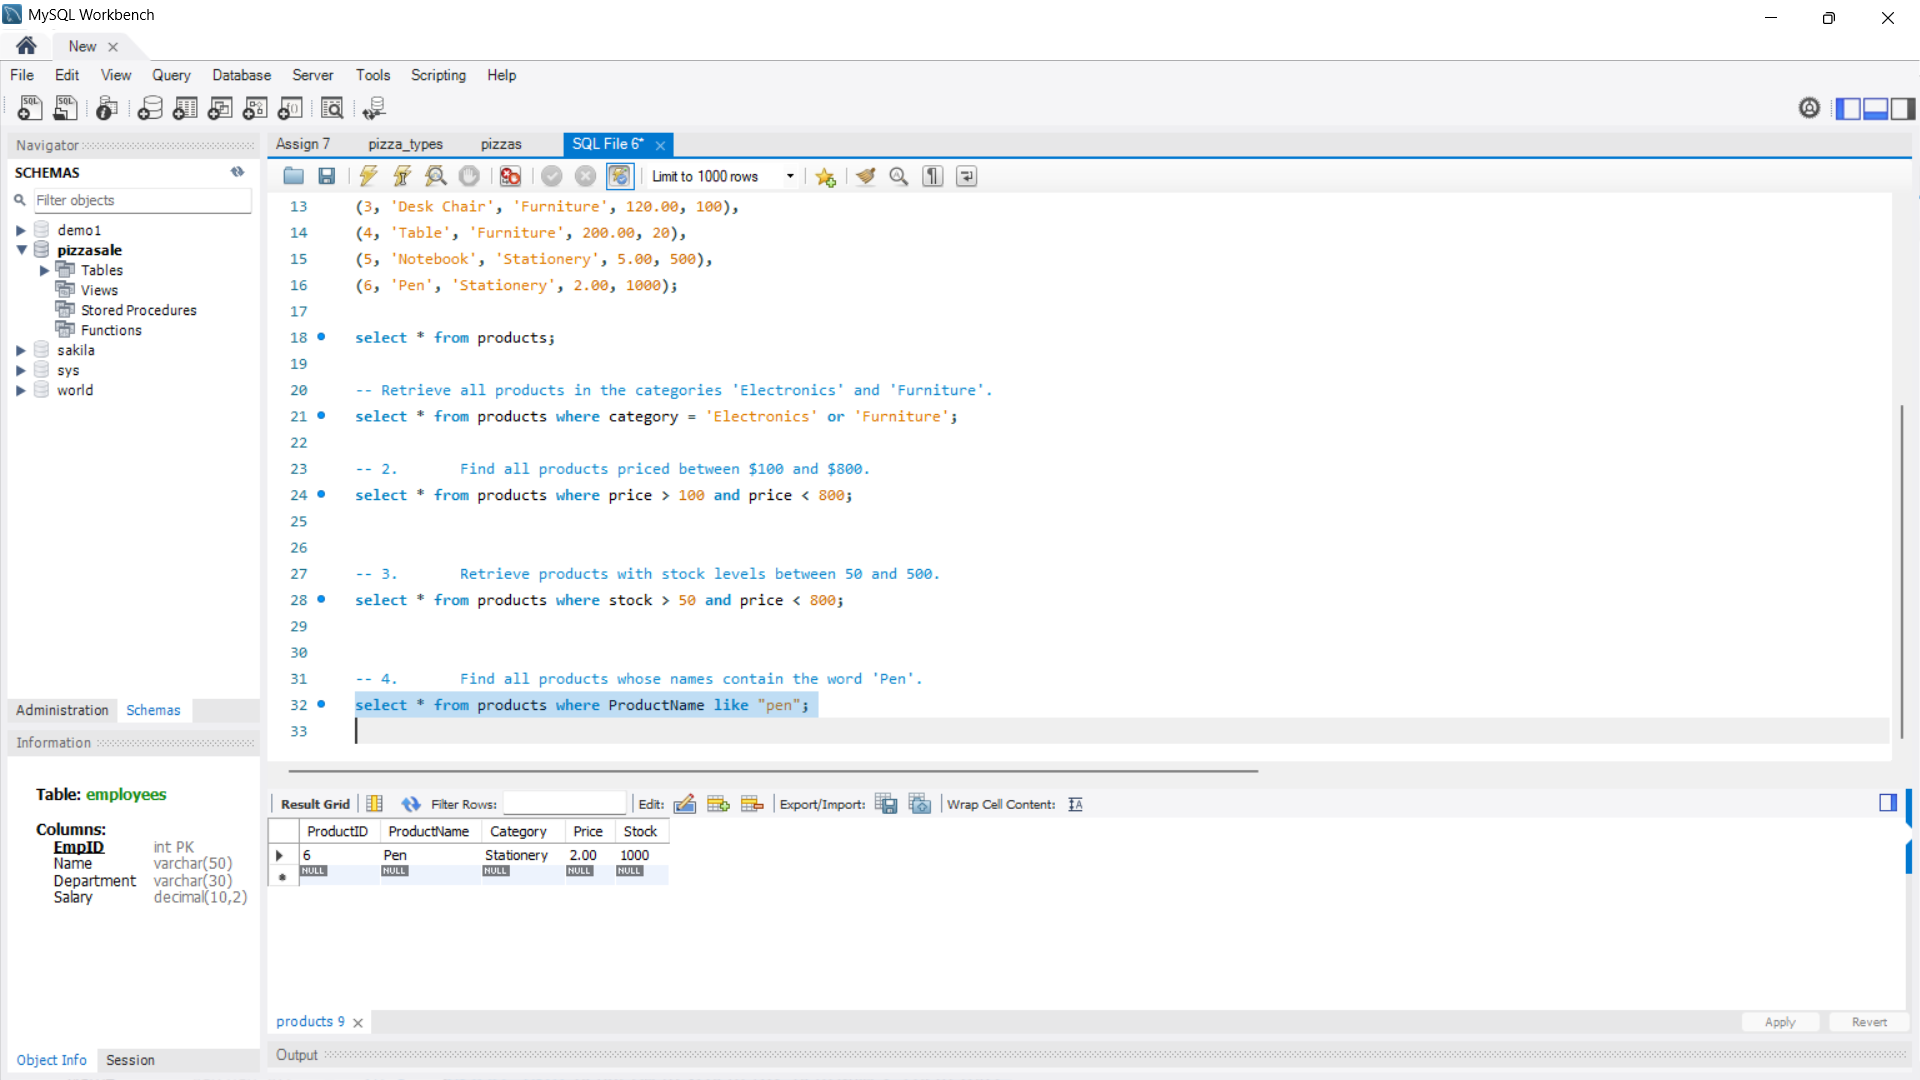 MySQL Workbench
New
File Edit View Query Database Server Tools Scripting Help
Navigator
SCHEMAS
Filter objects
demo1
pizzasale
Tables
Views
Stored Procedures
Functions
sakila
sys
world
Administration Schemas
Information
Table: employees
Columns:
EmpID int PK
Name varchar(50)
Department varchar(30)
Salary decimal(10,2)
Object Info Session
Assign 7 pizza_types pizzas SQL File 6*
Limit to 1000 rows
13 (3, 'Desk Chair', 'Furniture', 120.00, 100),
14 (4, 'Table', 'Furniture', 200.00, 20),
15 (5, 'Notebook', 'Stationery', 5.00, 500),
16 (6, 'Pen', 'Stationery', 2.00, 1000);
17
18 select * from products;
19
20 -- Retrieve all products in the categories 'Electronics' and 'Furniture'.
21 select * from products where category = 'Electronics' or 'Furniture';
22
23 -- 2. Find all products priced between $100 and $800.
24 select * from products where price > 100 and price < 800;
25
26
27 -- 3. Retrieve products with stock levels between 50 and 500.
28 select * from products where stock > 50 and price < 800;
29
30
31 -- 4. Find all products whose names contain the word 'Pen'.
32 select * from products where ProductName like "pen";
33
Result Grid Filter Rows: Edit: Export/Import: Wrap Cell Content:
ProductID ProductName Category Price Stock
6 Pen Stationery 2.00 1000
NULL NULL NULL NULL NULL
products 9
Apply Revert
Output